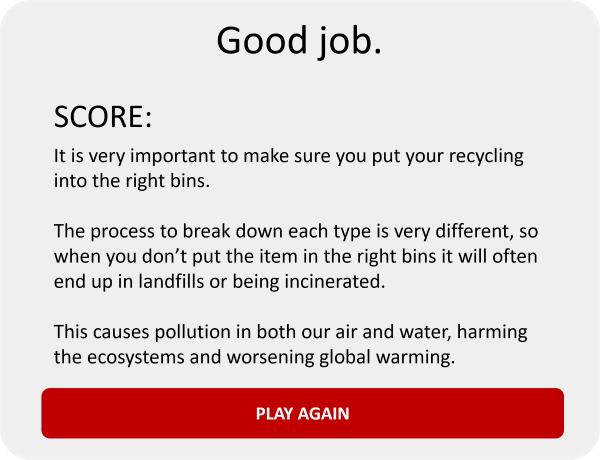 Good job.
SCORE:
It is very important to make sure you put your recycling
into the right bins.
The process to break down each type is very different, so
when you don’t put the item in the right bins it will often
end up in landfills or being incinerated.
This causes pollution in both our air and water, harming
the ecosystems and worsening global warming.
PLAY AGAIN